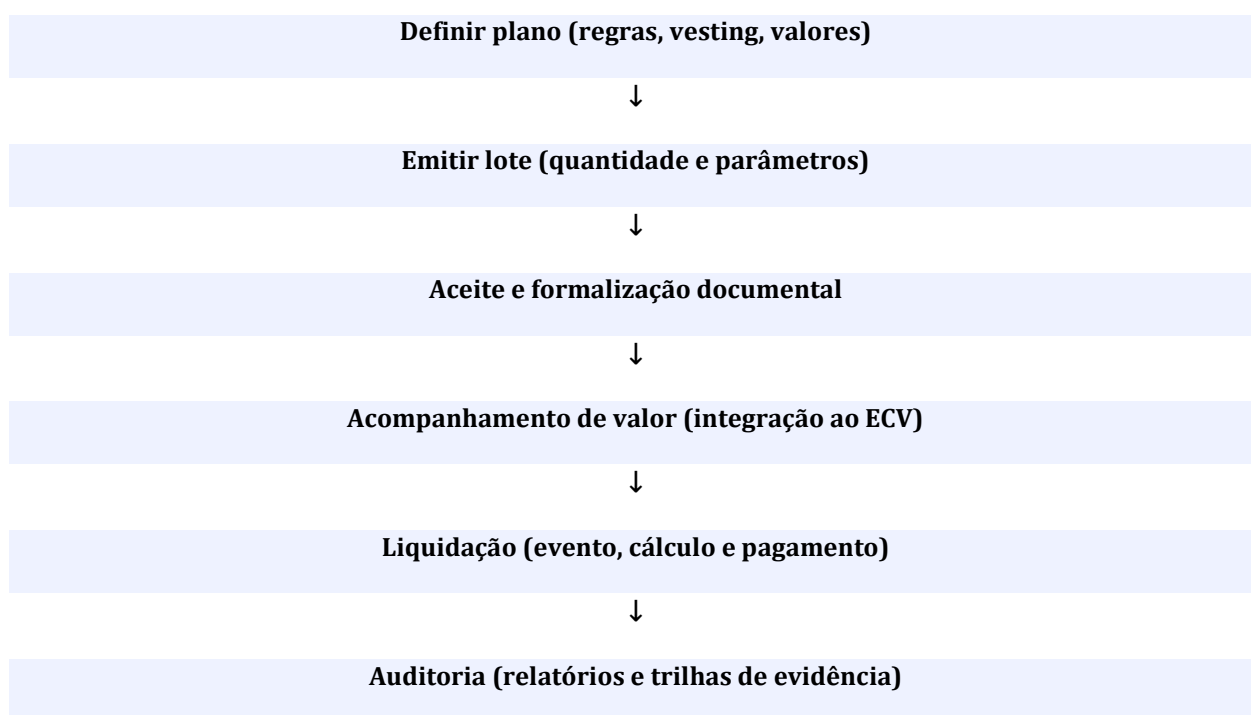 Definir plano (regras, vesting, valores)
↓
Emitir lote (quantidade e parâmetros)
↓
Aceite e formalização documental
↓
Acompanhamento de valor (integração ao ECV)
↓
Liquidação (evento, cálculo e pagamento)
↓
Auditoria (relatórios e trilhas de evidência)